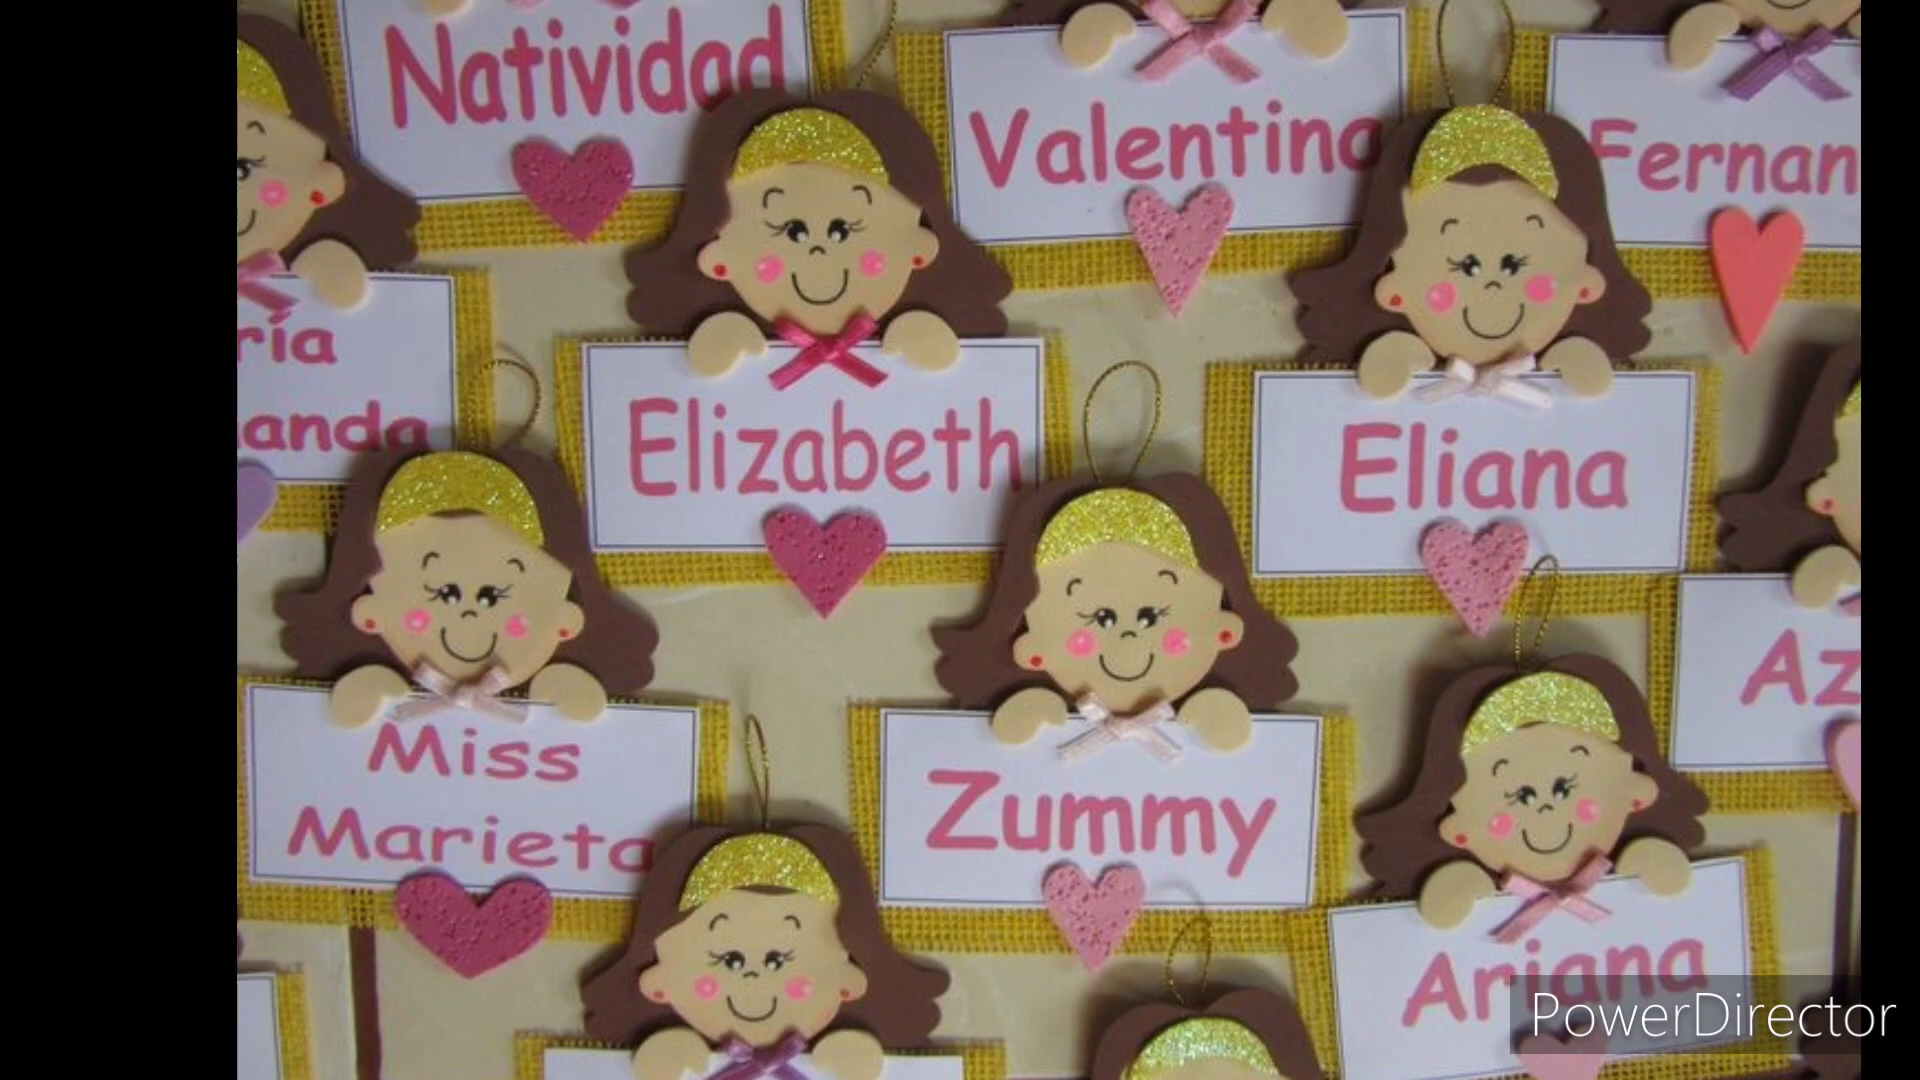 Natividad
Valentina
Fernan
ría
anda
Elizabeth
Eliana
Az
Miss
Marieta
Zummy
Ariana
PowerDirector